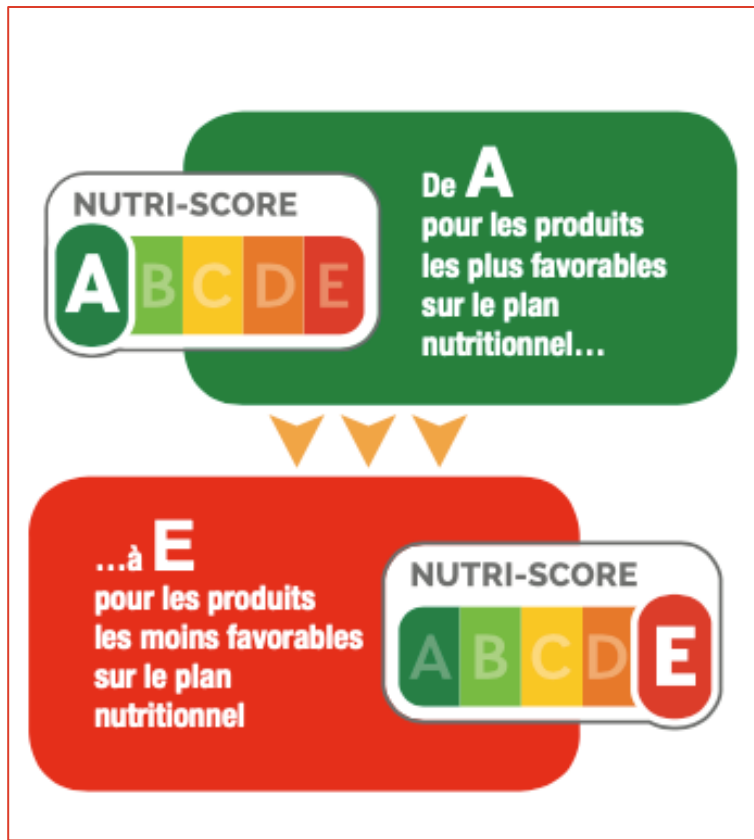 NUTRI-SCORE
A B C D E
De A
pour les produits
les plus favorables
sur le plan
nutritionnel...
...à E
pour les produits
les moins favorables
sur le plan
nutritionnel
NUTRI-SCORE
A B C D E